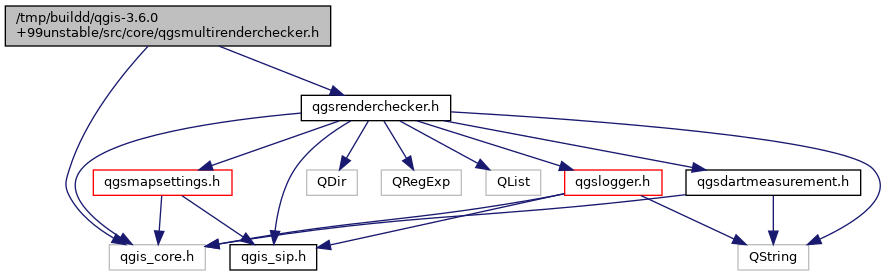 /tmp/buildd/qgis-3.6.0
+99unstable/src/core/qgsmultirenderchecker.h
qgsrenderchecker.h
qgsmapsettings.h
QDir
QRegExp
QList
qgslogger.h
qgsdartmeasurement.h
qgis_core.h
qgis_sip.h
QString